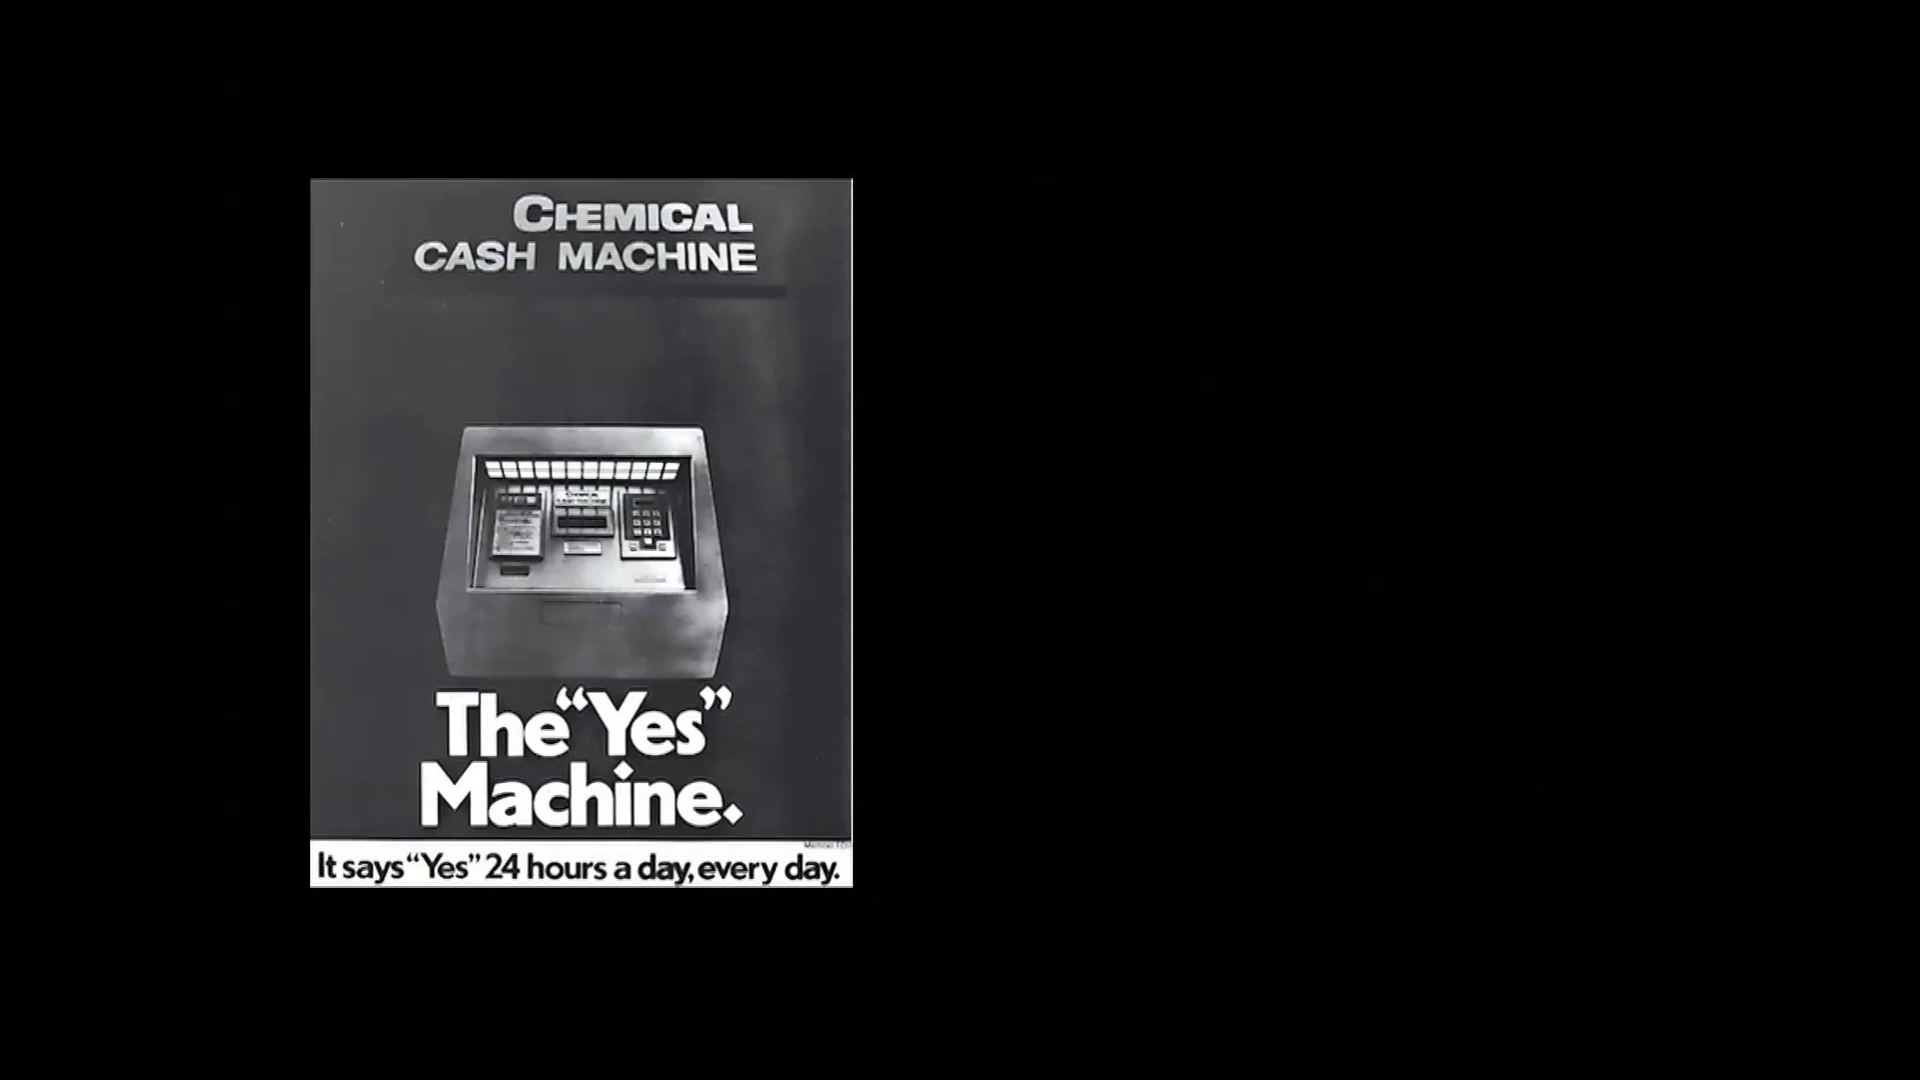 CHEMICAL
CASH MACHINE
The “Yes”
Machine.
It says “Yes” 24 hours a day, every day.